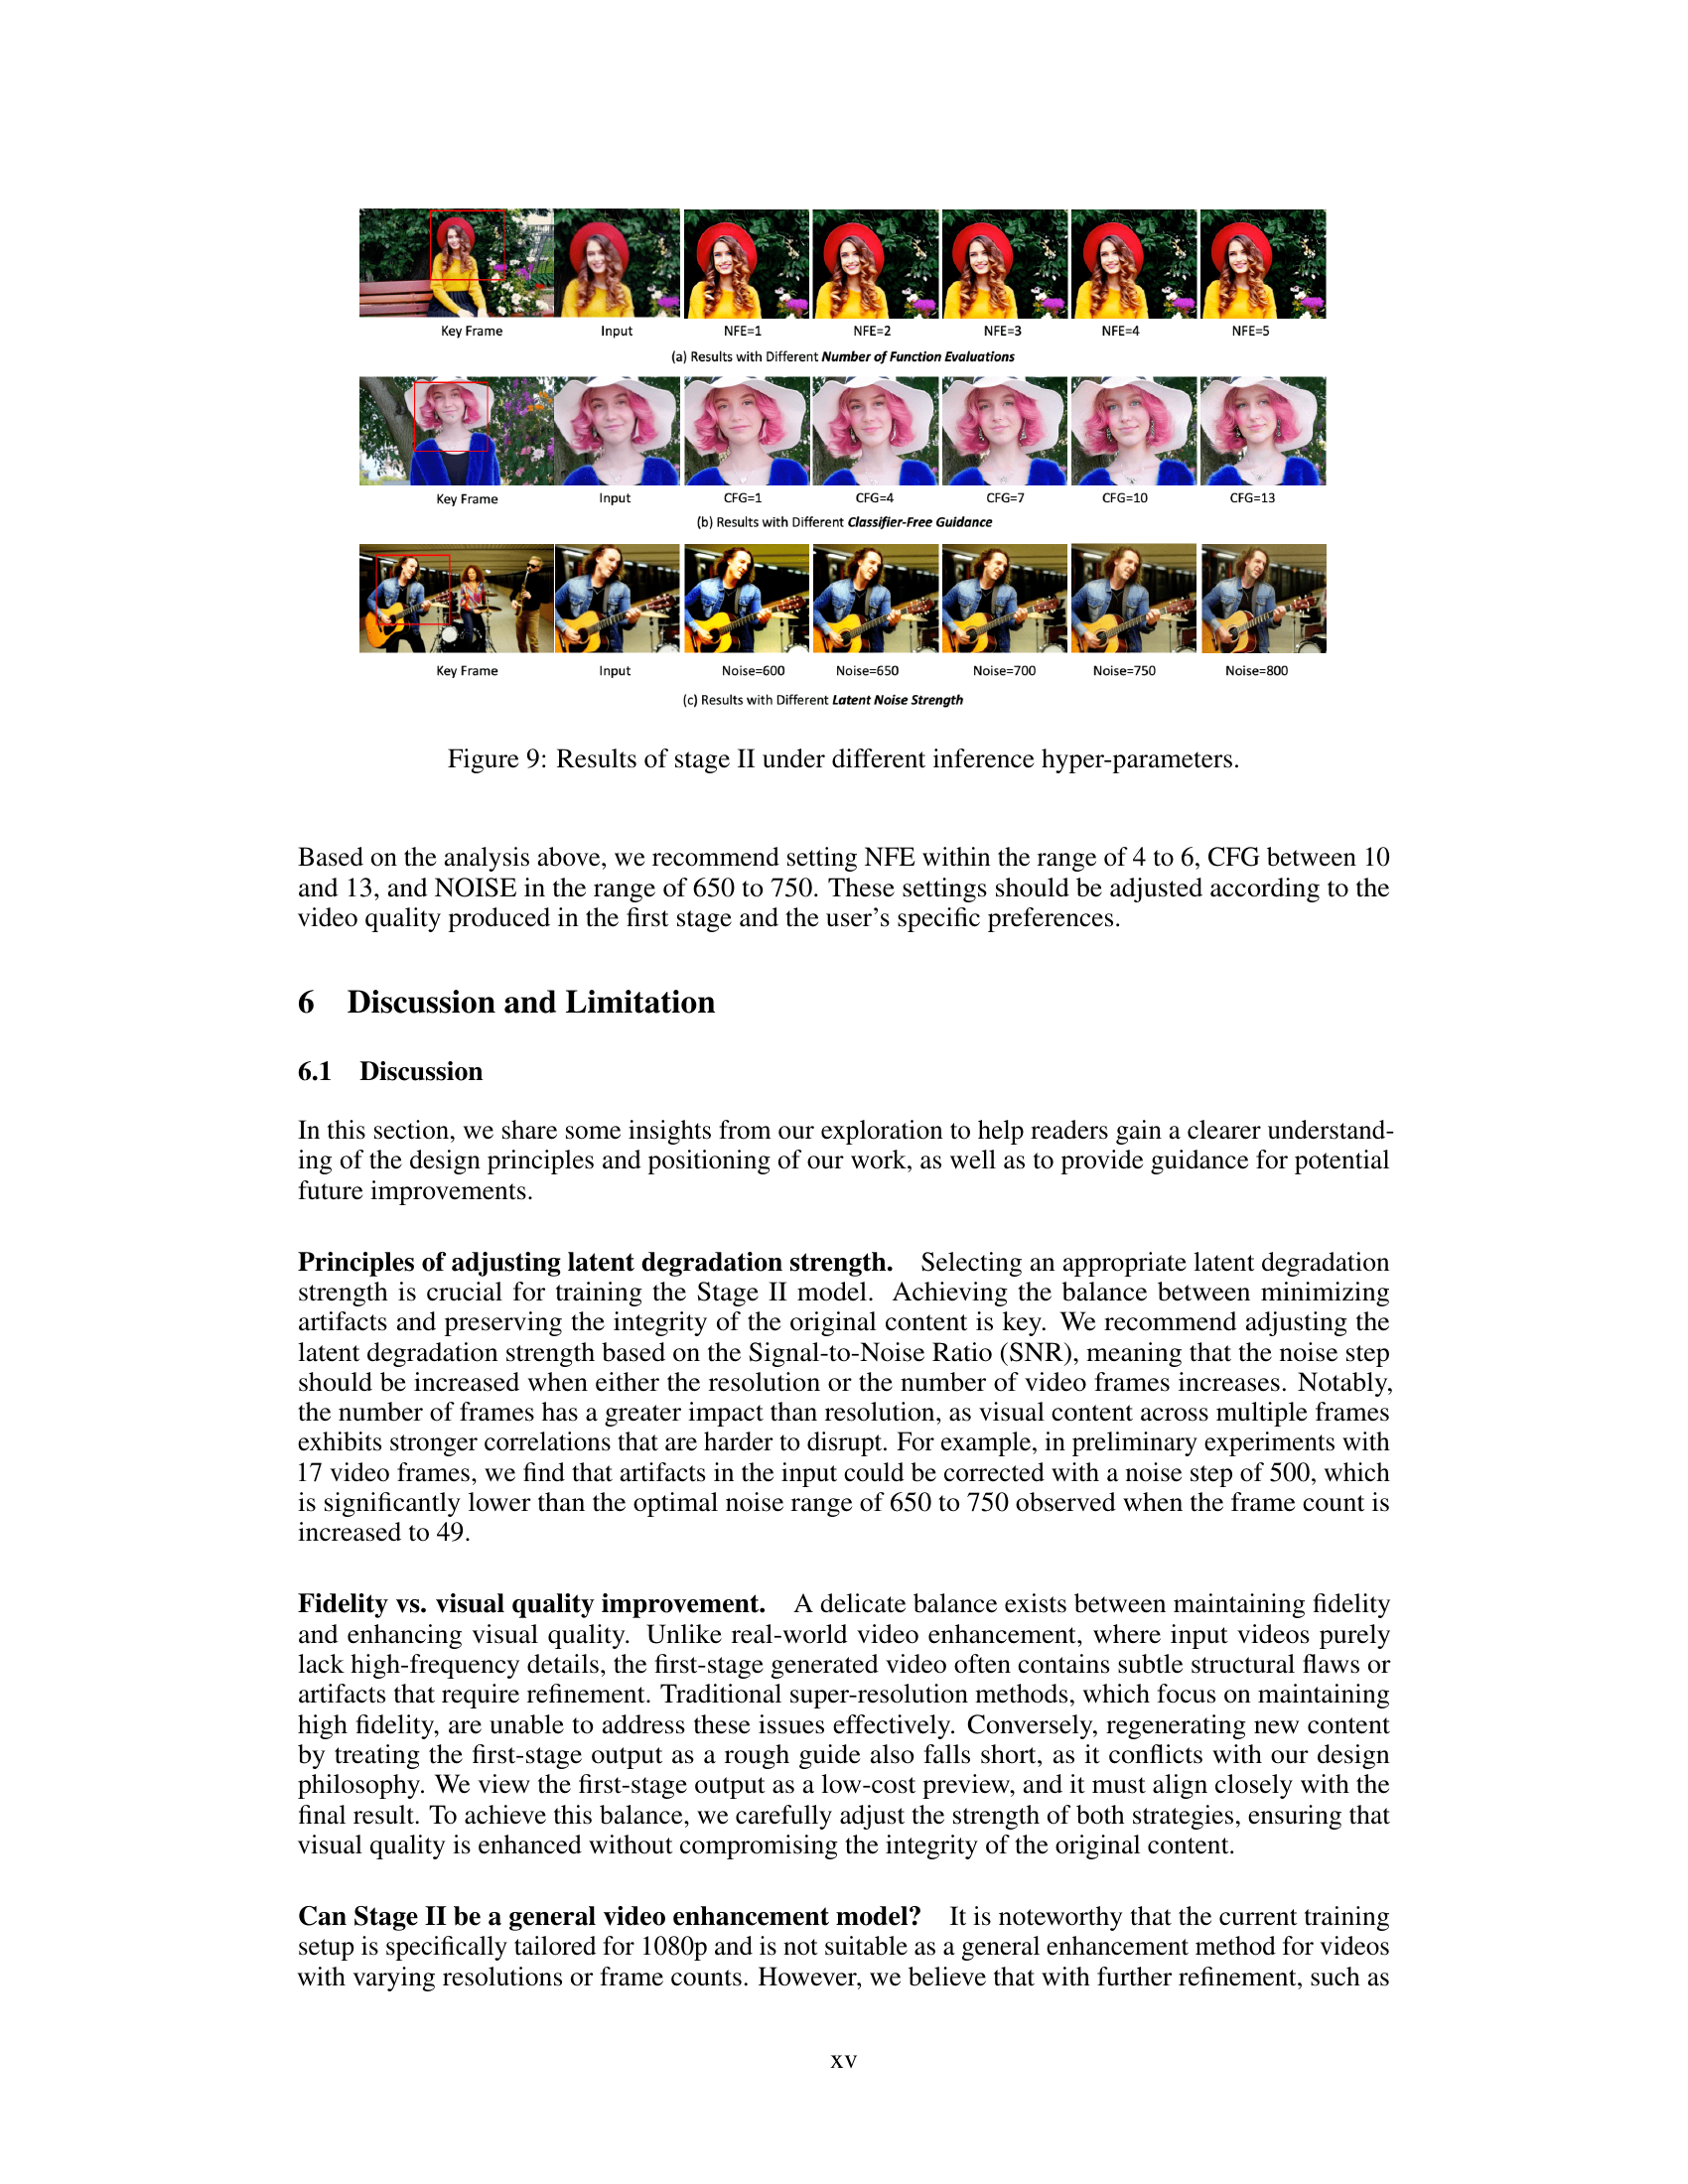 Key Frame Input NFE=1 NFE=2 NFE=3 NFE=4 NFE=5
(a) Results with Different Number of Function Evaluations
Key Frame Input CFG=1 CFG=4 CFG=7 CFG=10 CFG=13
(b) Results with Different Classifier-Free Guidance
Key Frame Input Noise=600 Noise=650 Noise=700 Noise=750 Noise=800
(c) Results with Different Latent Noise Strength
Figure 9: Results of stage II under different inference hyper-parameters.
Based on the analysis above, we recommend setting NFE within the range of 4 to 6, CFG between 10
and 13, and NOISE in the range of 650 to 750. These settings should be adjusted according to the
video quality produced in the first stage and the user's specific preferences.
6 Discussion and Limitation
6.1 Discussion
In this section, we share some insights from our exploration to help readers gain a clearer understand-
ing of the design principles and positioning of our work, as well as to provide guidance for potential
future improvements.
Principles of adjusting latent degradation strength. Selecting an appropriate latent degradation
strength is crucial for training the Stage II model. Achieving the balance between minimizing
artifacts and preserving the integrity of the original content is key. We recommend adjusting the
latent degradation strength based on the Signal-to-Noise Ratio (SNR), meaning that the noise step
should be increased when either the resolution or the number of video frames increases. Notably,
the number of frames has a greater impact than resolution, as visual content across multiple frames
exhibits stronger correlations that are harder to disrupt. For example, in preliminary experiments with
17 video frames, we find that artifacts in the input could be corrected with a noise step of 500, which
is significantly lower than the optimal noise range of 650 to 750 observed when the frame count is
increased to 49.
Fidelity vs. visual quality improvement. A delicate balance exists between maintaining fidelity
and enhancing visual quality. Unlike real-world video enhancement, where input videos purely
lack high-frequency details, the first-stage generated video often contains subtle structural flaws or
artifacts that require refinement. Traditional super-resolution methods, which focus on maintaining
high fidelity, are unable to address these issues effectively. Conversely, regenerating new content
by treating the first-stage output as a rough guide also falls short, as it conflicts with our design
philosophy. We view the first-stage output as a low-cost preview, and it must align closely with the
final result. To achieve this balance, we carefully adjust the strength of both strategies, ensuring that
visual quality is enhanced without compromising the integrity of the original content.
Can Stage II be a general video enhancement model? It is noteworthy that the current training
setup is specifically tailored for 1080p and is not suitable as a general enhancement method for videos
with varying resolutions or frame counts. However, we believe that with further refinement, such as
xv